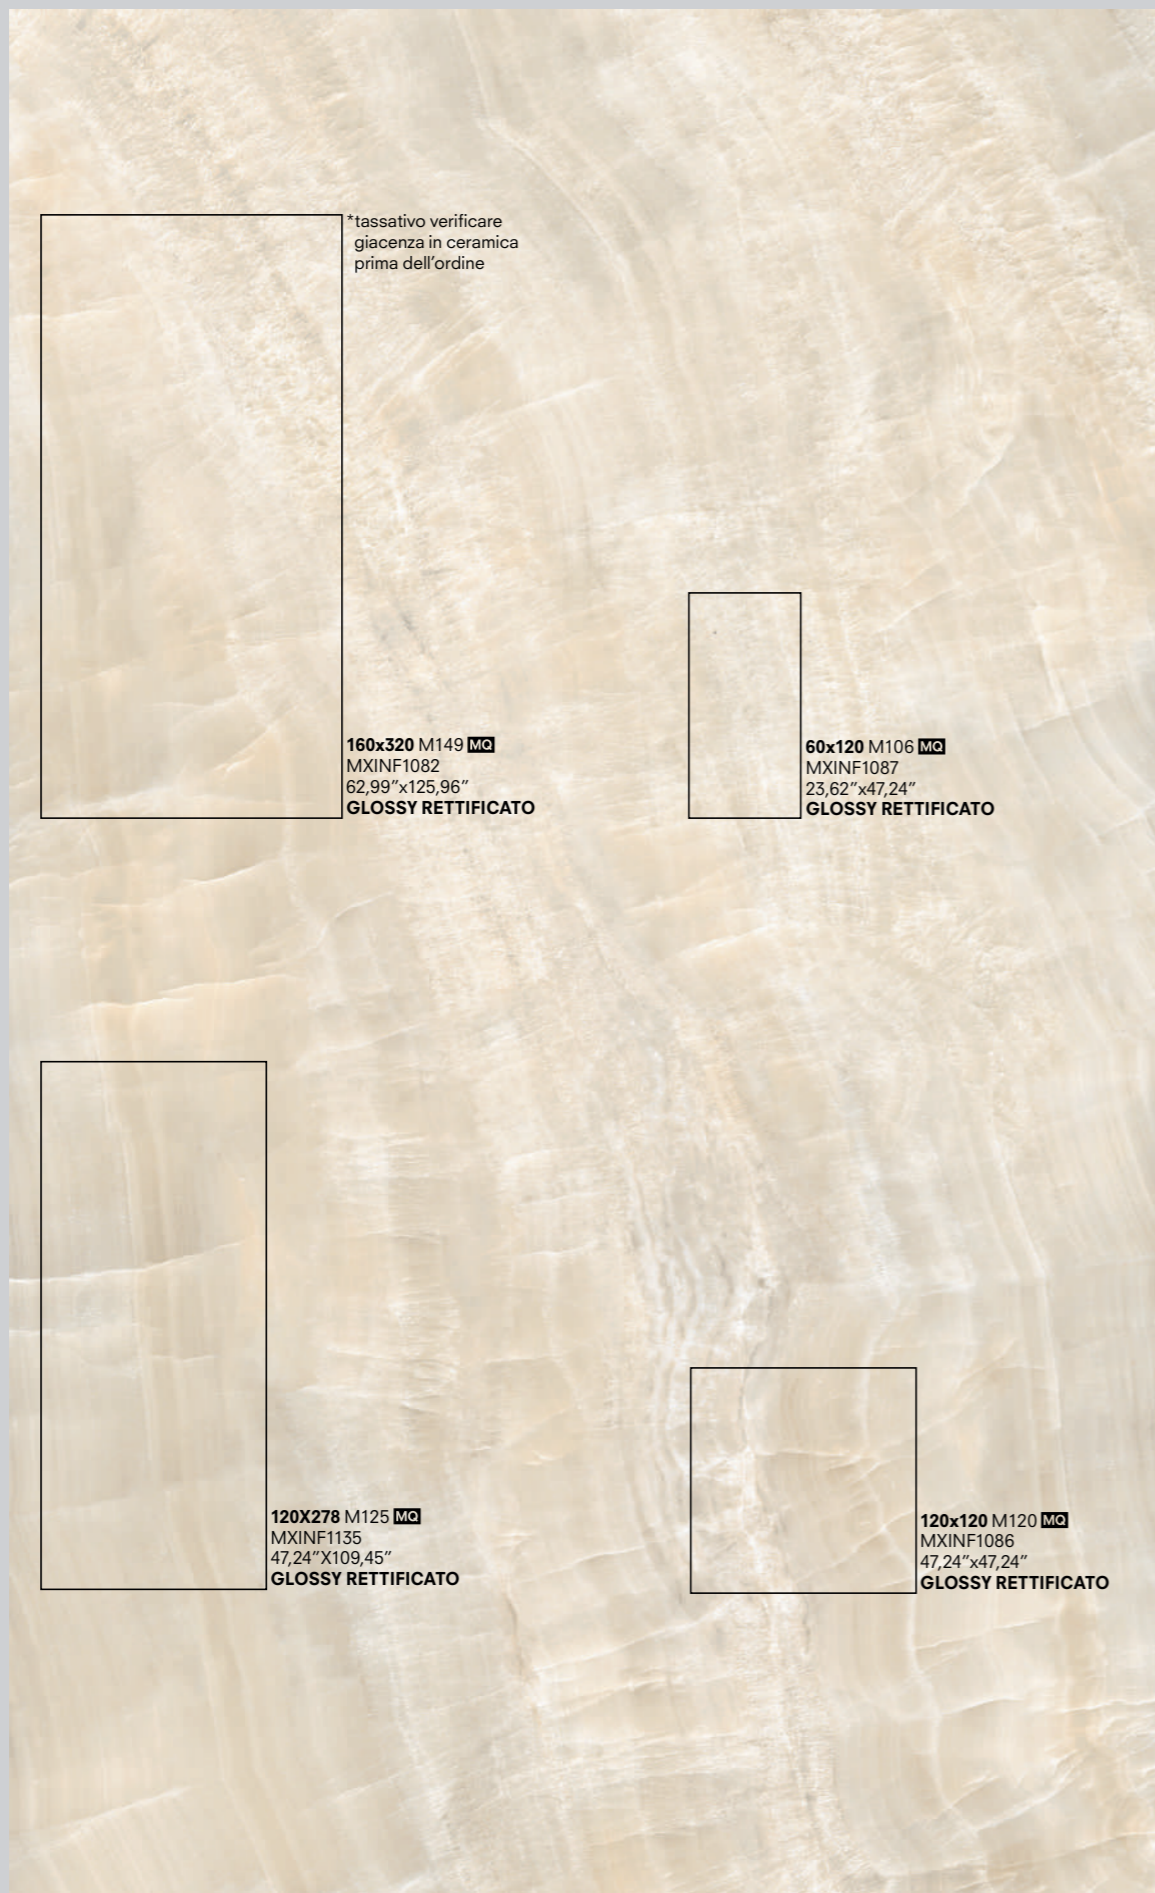 *tassativo verificare
giacenza in ceramica
prima dell’ordine
160x320 M149 MQ
MXINF1082
62,99”x125,96”
GLOSSY RETTIFICATO
60x120 M106 MQ
MXINF1087
23,62”x47,24”
GLOSSY RETTIFICATO
120X278 M125 MQ
MXINF1135
47,24”X109,45”
GLOSSY RETTIFICATO
120x120 M120 MQ
MXINF1086
47,24”x47,24”
GLOSSY RETTIFICATO